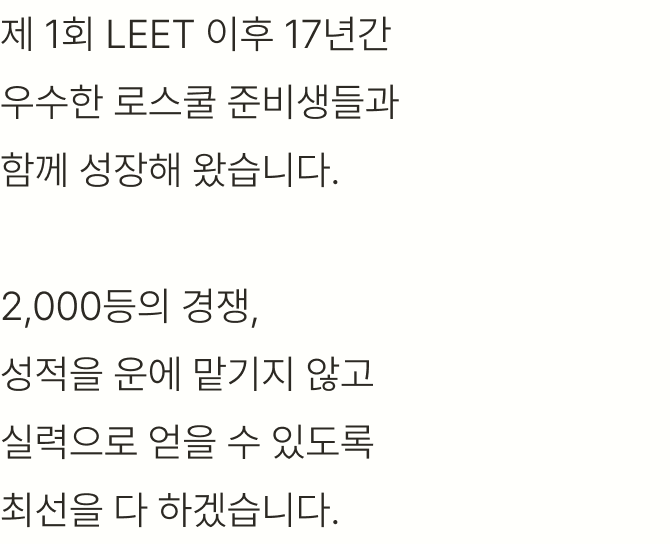 제 1회 LEET 이후 17년간
우수한 로스쿨 준비생들과
함께 성장해 왔습니다.
2,000등의 경쟁,
성적을 운에 맡기지 않고
실력으로 얻을 수 있도록
최선을 다 하겠습니다.